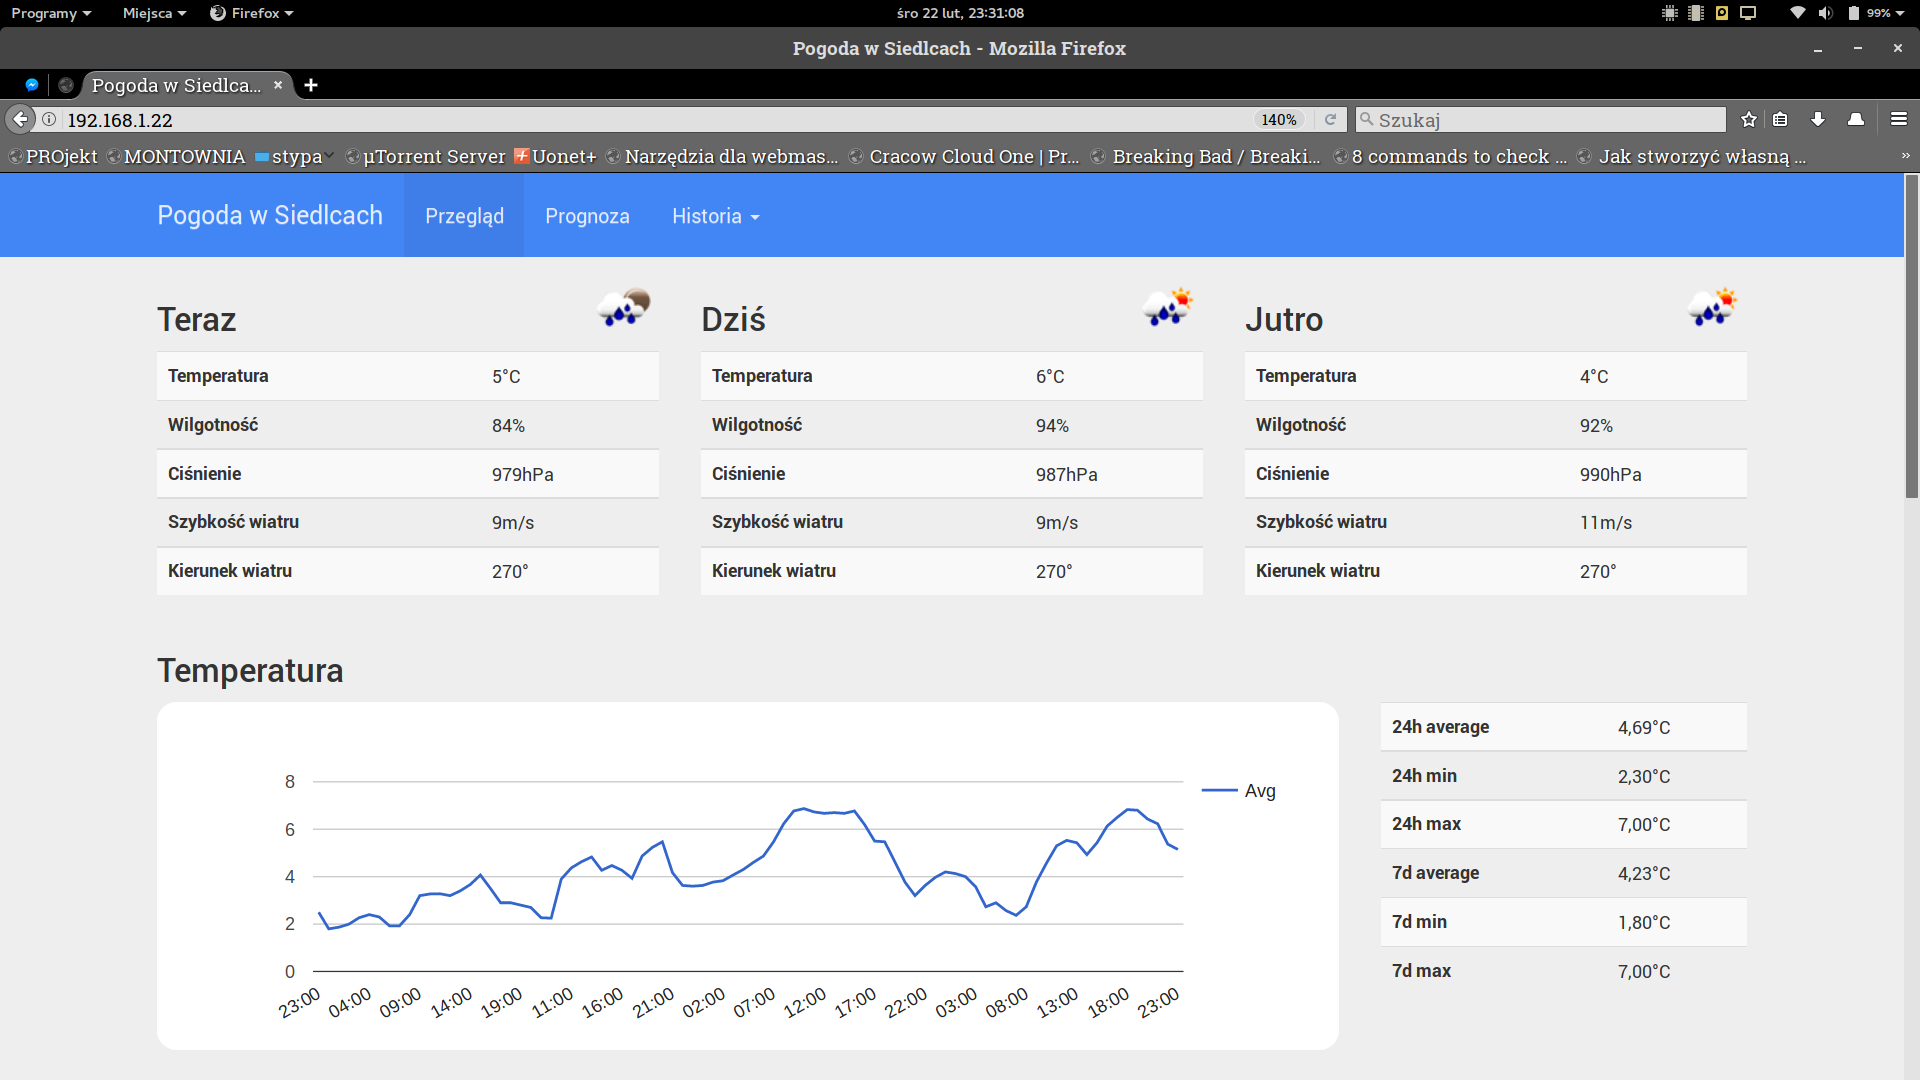 Programy Miejsca Firefox śro 22 lut, 23:31:08 99%
Pogoda w Siedlcach - Mozilla Firefox
Pogoda w Siedlca...
192.168.1.22 140% Szukaj
PROjekt MONTOWNIA stypa µTorrent Server Uonet+ Narzędzia dla webmas... Cracow Cloud One | Pr... Breaking Bad / Breaki... 8 commands to check ... Jak stworzyć własną ... »
Pogoda w Siedlcach Przegląd Prognoza Historia
Teraz
Temperatura 5°C
Wilgotność 84%
Ciśnienie 979hPa
Szybkość wiatru 9m/s
Kierunek wiatru 270°
Dziś
Temperatura 6°C
Wilgotność 94%
Ciśnienie 987hPa
Szybkość wiatru 9m/s
Kierunek wiatru 270°
Jutro
Temperatura 4°C
Wilgotność 92%
Ciśnienie 990hPa
Szybkość wiatru 11m/s
Kierunek wiatru 270°
Temperatura
8
6
4
2
0
23:00 04:00 09:00 14:00 19:00 11:00 16:00 21:00 02:00 07:00 12:00 17:00 22:00 03:00 08:00 13:00 18:00 23:00
Avg
24h average 4,69°C
24h min 2,30°C
24h max 7,00°C
7d average 4,23°C
7d min 1,80°C
7d max 7,00°C